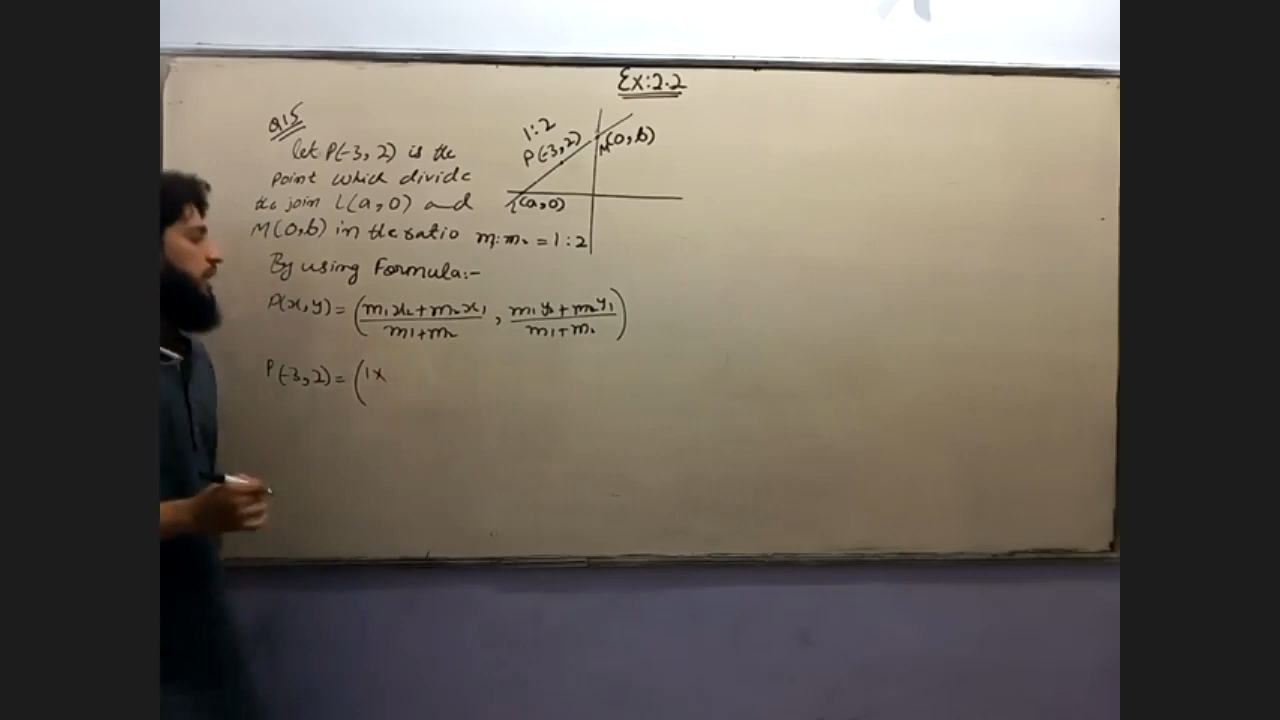 Ex:2.2
Q15
let P(-3, 2) is the
point which divide
the join L(a, 0) and
M(0, b) in the ratio m₁:m₂ = 1:2
By using Formula:-
P(x, y) = (m₁x₂+m₂x₁/m₁+m₂, m₁y₂+m₂y₁/m₁+m₂)
P(-3, 2) = (1×
1:2
P(-3, 2)
M(0, b)
L(a, 0)